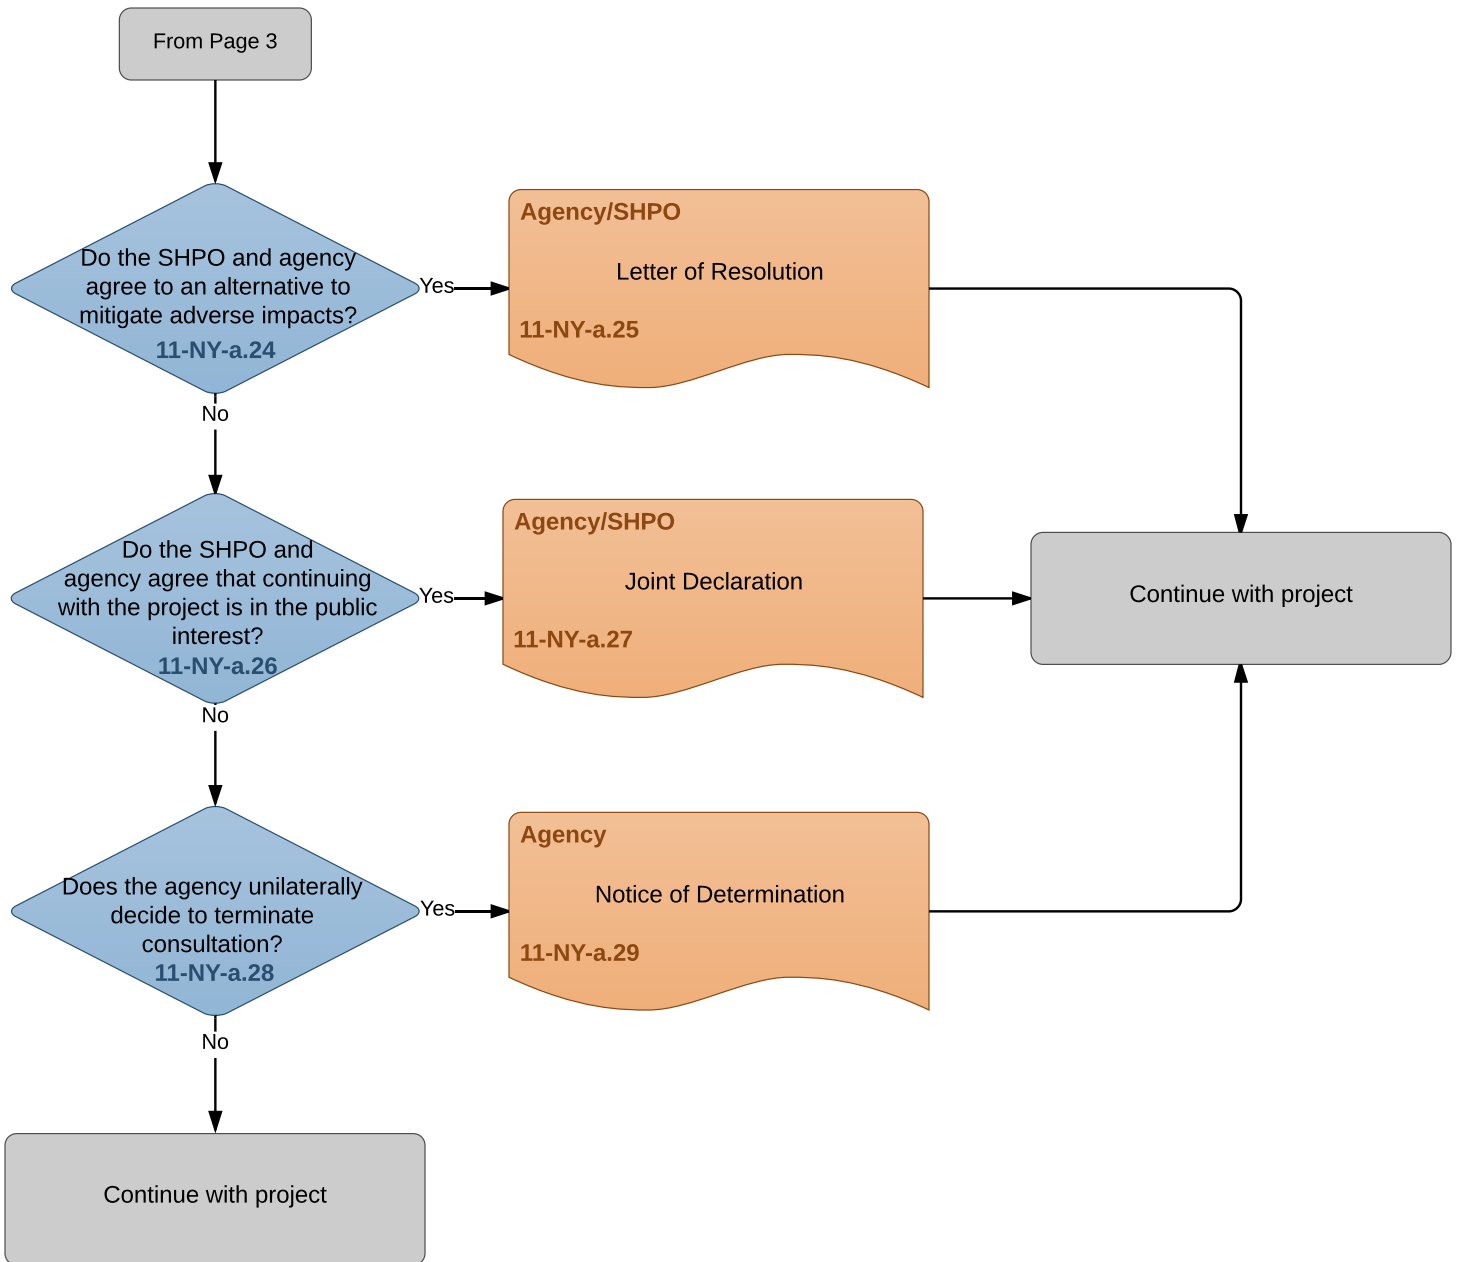 From Page 3
Do the SHPO and agency
agree to an alternative to
mitigate adverse impacts?
11-NY-a.24
Yes
Agency/SHPO
Letter of Resolution
11-NY-a.25
No
Do the SHPO and
agency agree that continuing
with the project is in the public
interest?
11-NY-a.26
Yes
Agency/SHPO
Joint Declaration
11-NY-a.27
Continue with project
No
Does the agency unilaterally
decide to terminate
consultation?
11-NY-a.28
Yes
Agency
Notice of Determination
11-NY-a.29
No
Continue with project